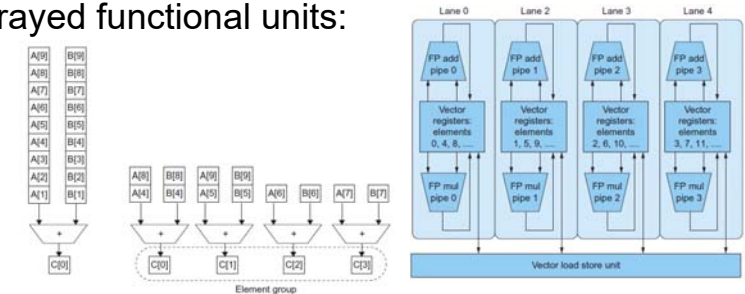 rayed functional units:
A[9] B[9]
A[8] B[8]
A[7] B[7]
A[6] B[6]
A[5] B[5]
A[4] B[4]
A[3] B[3]
A[2] B[2]
A[1] B[1]
+
C[0]
A[8] B[8] A[9] B[9]
A[4] B[4] A[5] B[5] A[6] B[6] A[7] B[7]
+ + + +
C[0] C[1] C[2] C[3]
Element group
Lane 0 Lane 2 Lane 3 Lane 4
FP add
pipe 0
Vector
registers:
elements
0, 4, 8, ....
FP mul
pipe 0
FP add
pipe 1
Vector
registers:
elements
1, 5, 9, ....
FP mul
pipe 1
FP add
pipe 2
Vector
registers:
elements
2, 6, 10, ....
FP mul
pipe 2
FP add
pipe 3
Vector
registers:
elements
3, 7, 11, ....
FP mul
pipe 3
Vector load store unit